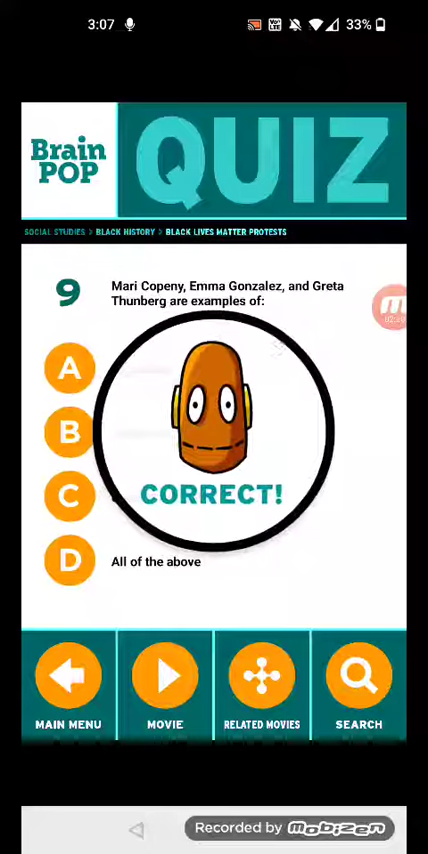 3:07
33%
Brain
POP
QUIZ
SOCIAL STUDIES > BLACK HISTORY > BLACK LIVES MATTER PROTESTS
9
Mari Copeny, Emma Gonzalez, and Greta
Thunberg are examples of:
A
B
C
CORRECT!
D
All of the above
MAIN MENU
MOVIE
RELATED MOVIES
SEARCH
Recorded by Mobizen